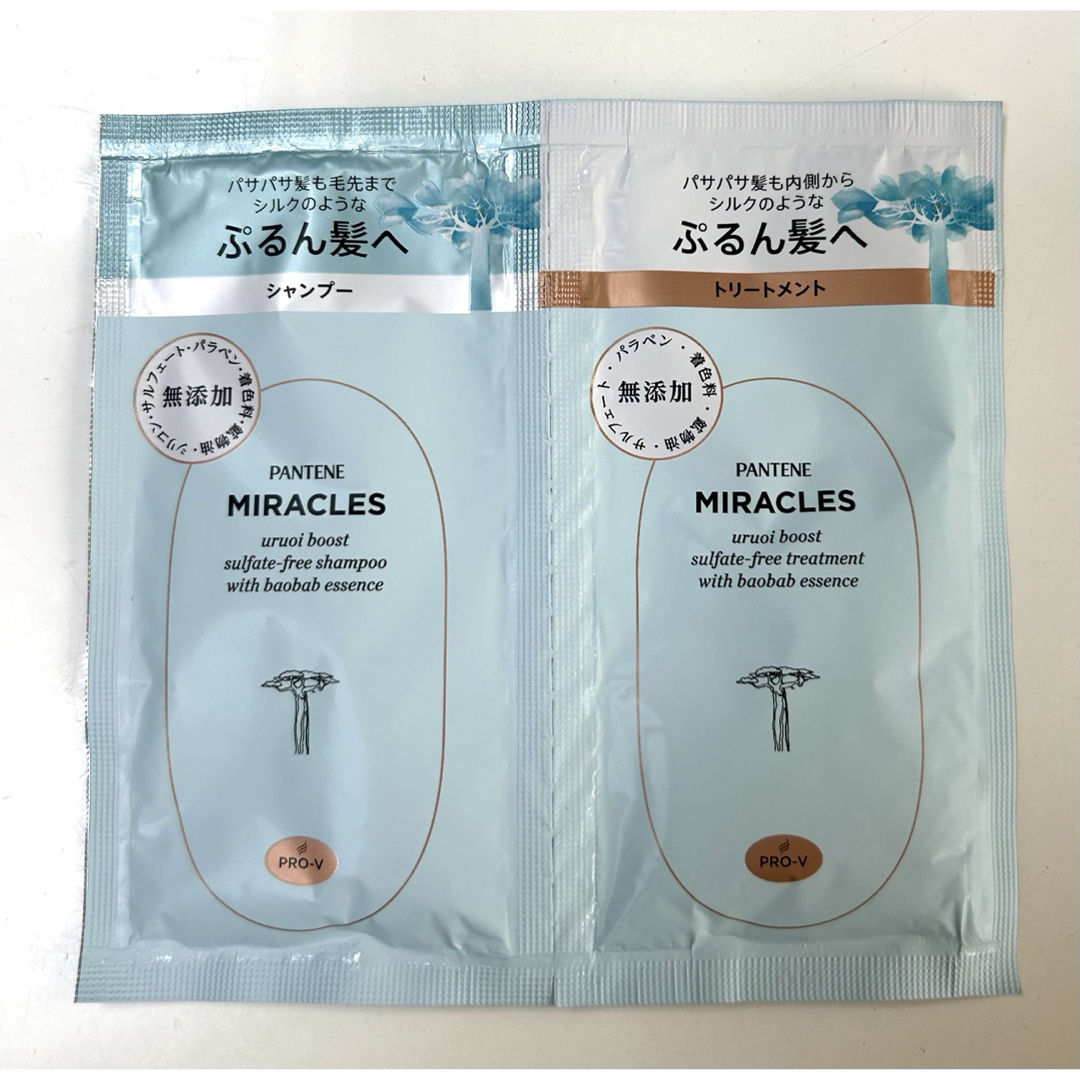 パサパサ髪も毛先まで
シルクのような
ぷるん髪へ
シャンプー
シリコン・サルフェート・パラベン・着色料・鉱物油・
無添加
PANTENE
MIRACLES
uruoi boost
sulfate-free shampoo
with baobab essence
PRO-V
パサパサ髪も内側から
シルクのような
ぷるん髪へ
トリートメント
サルフェート・パラベン・着色料・鉱物油・
無添加
PANTENE
MIRACLES
uruoi boost
sulfate-free treatment
with baobab essence
PRO-V